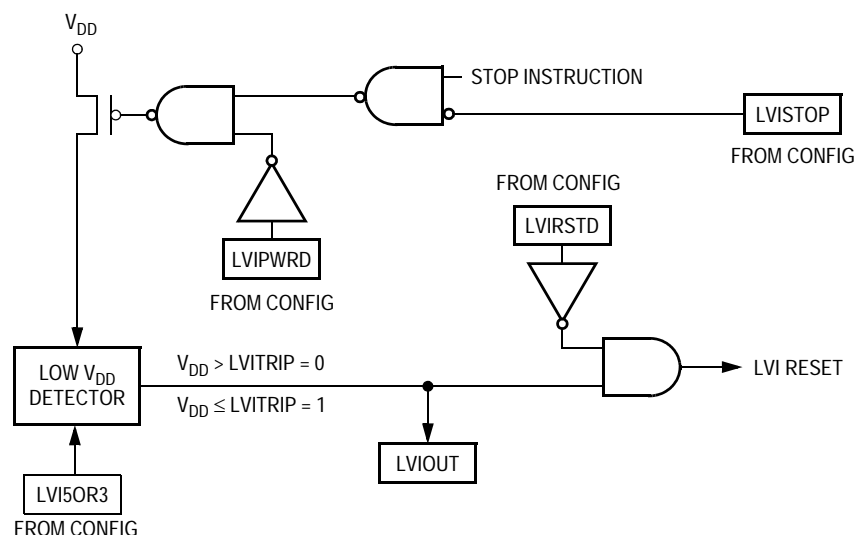 VDD
STOP INSTRUCTION
LVISTOP
FROM CONFIG
FROM CONFIG
LVIRSTD
LVIPWRD
FROM CONFIG
LOW VDD
DETECTOR
VDD > LVITRIP = 0
VDD ≤ LVITRIP = 1
LVI RESET
LVIOUT
LVI5OR3
FROM CONFIG